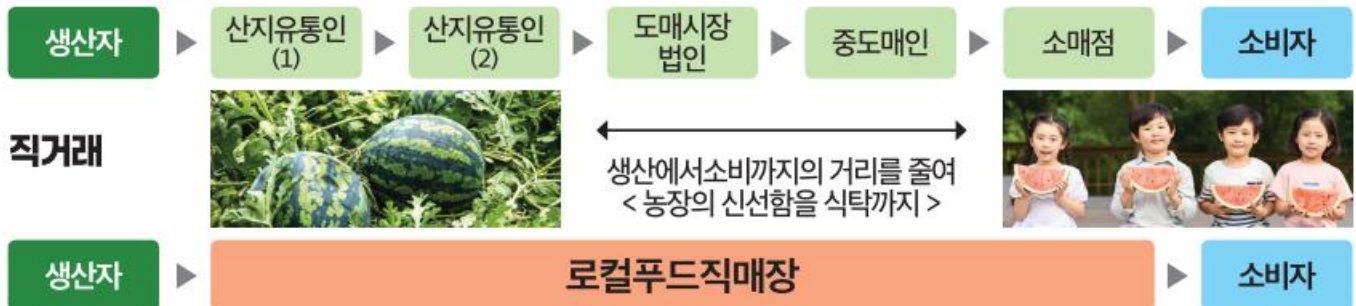 생산자 산지유통인 (1) 산지유통인 (2) 도매시장 법인 중도매인 소매점 소비자
직거래
생산에서소비까지의 거리를 줄여
< 농장의 신선함을 식탁까지 >
생산자 로컬푸드직매장 소비자